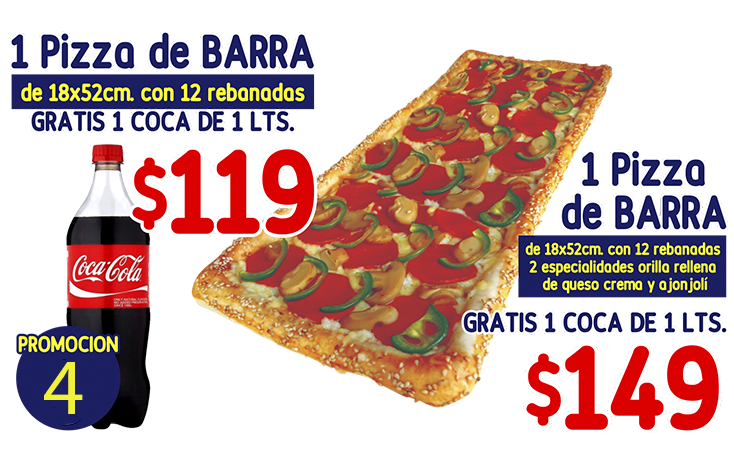 1 Pizza de BARRA
de 18x52cm. con 12 rebanadas
GRATIS 1 COCA DE 1 LTS.
$119
Coca-Cola
PROMOCION
4
1 Pizza
de BARRA
de 18x52cm. con 12 rebanadas
2 especialidades orilla rellena
de queso crema y ajonjolí
GRATIS 1 COCA DE 1 LTS.
$149